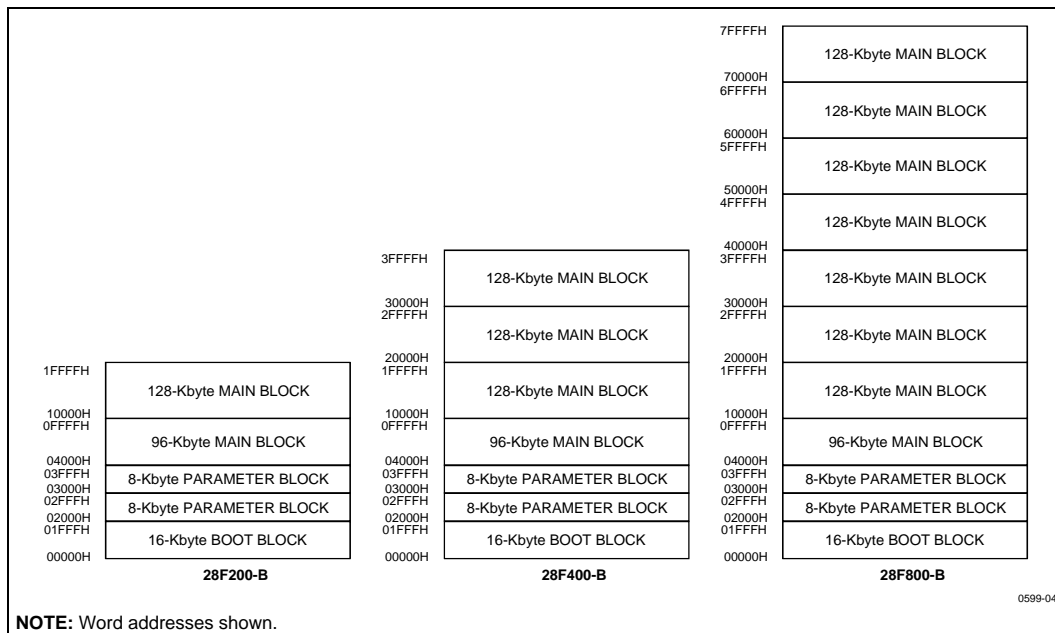 1FFFFH
128-Kbyte MAIN BLOCK
10000H
0FFFFH
96-Kbyte MAIN BLOCK
04000H
03FFFH
8-Kbyte PARAMETER BLOCK
03000H
02FFFH
8-Kbyte PARAMETER BLOCK
02000H
01FFFH
16-Kbyte BOOT BLOCK
00000H
28F200-B
3FFFFH
128-Kbyte MAIN BLOCK
30000H
2FFFFH
128-Kbyte MAIN BLOCK
20000H
1FFFFH
128-Kbyte MAIN BLOCK
10000H
0FFFFH
96-Kbyte MAIN BLOCK
04000H
03FFFH
8-Kbyte PARAMETER BLOCK
03000H
02FFFH
8-Kbyte PARAMETER BLOCK
02000H
01FFFH
16-Kbyte BOOT BLOCK
00000H
28F400-B
7FFFFH
128-Kbyte MAIN BLOCK
70000H
6FFFFH
128-Kbyte MAIN BLOCK
60000H
5FFFFH
128-Kbyte MAIN BLOCK
50000H
4FFFFH
128-Kbyte MAIN BLOCK
40000H
3FFFFH
128-Kbyte MAIN BLOCK
30000H
2FFFFH
128-Kbyte MAIN BLOCK
20000H
1FFFFH
128-Kbyte MAIN BLOCK
10000H
0FFFFH
96-Kbyte MAIN BLOCK
04000H
03FFFH
8-Kbyte PARAMETER BLOCK
03000H
02FFFH
8-Kbyte PARAMETER BLOCK
02000H
01FFFH
16-Kbyte BOOT BLOCK
00000H
28F800-B
0599-04
NOTE: Word addresses shown.